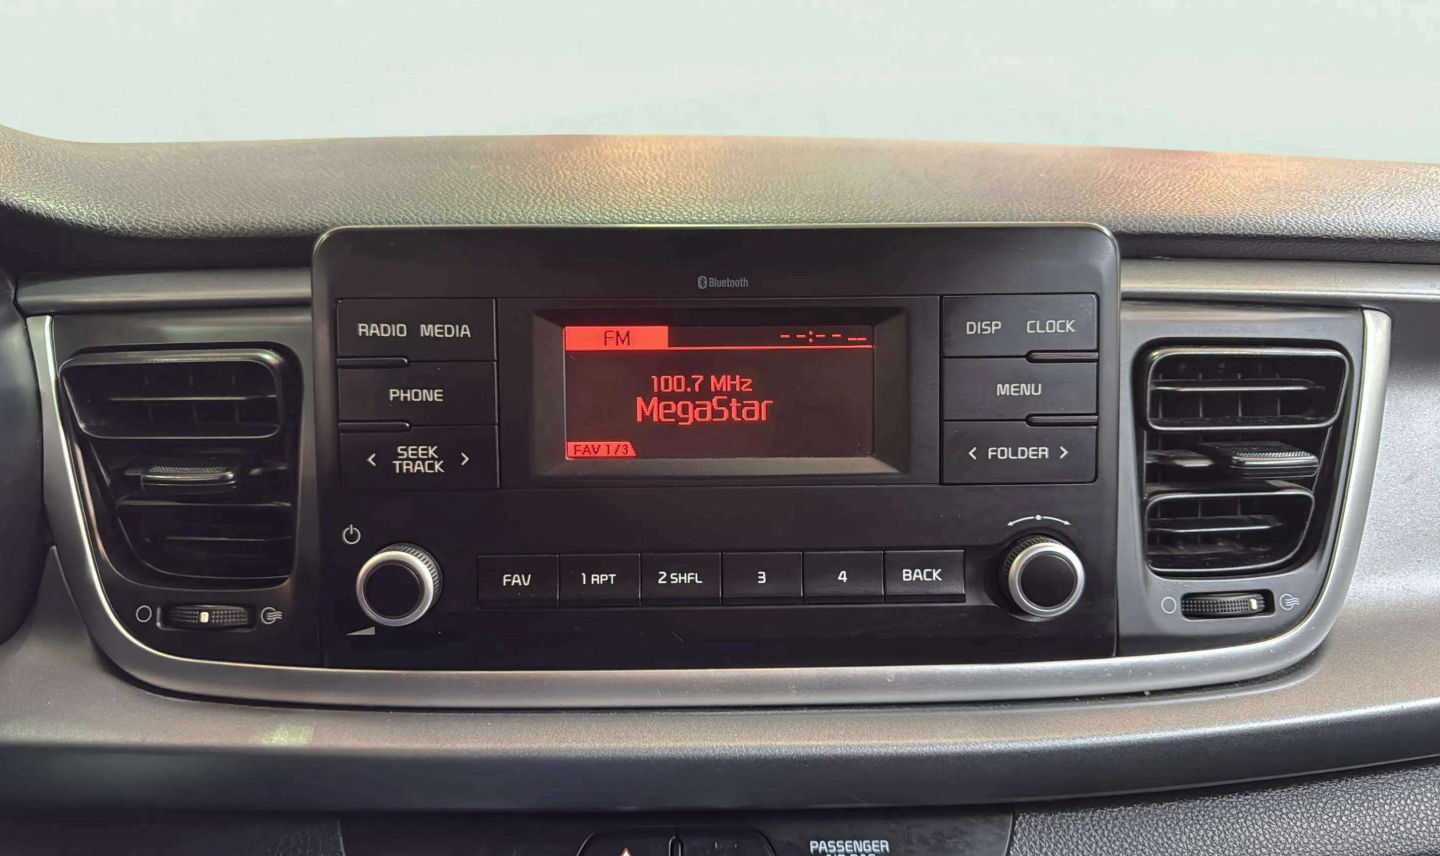 Bluetooth
RADIO MEDIA
PHONE
< SEEK TRACK >
FM --:-- __
100.7 MHz
MegaStar
FAV 1/3
DISP CLOCK
MENU
< FOLDER >
FAV
1 RPT
2 SHFL
3
4
BACK
PASSENGER